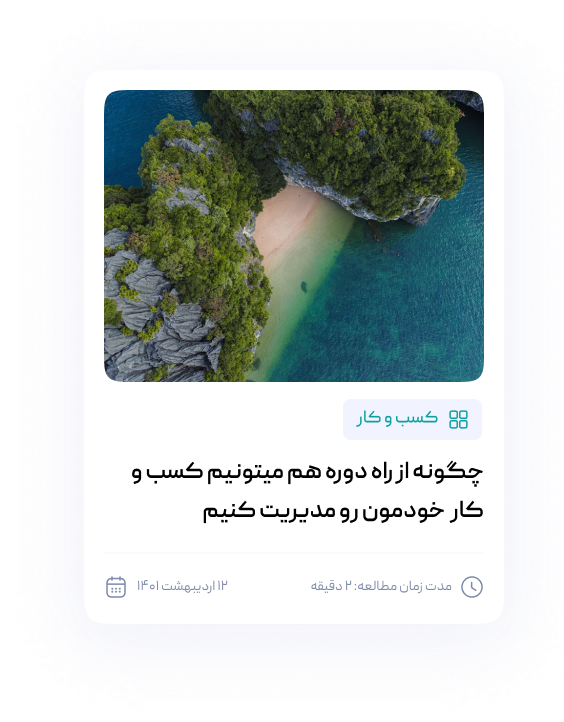 کسب و کار
چگونه از راه دوره هم میتونیم کسب و
کار خودمون رو مدیریت کنیم
مدت زمان مطالعه: ۲ دقیقه
۱۲ اردیبهشت ۱۴۰۱